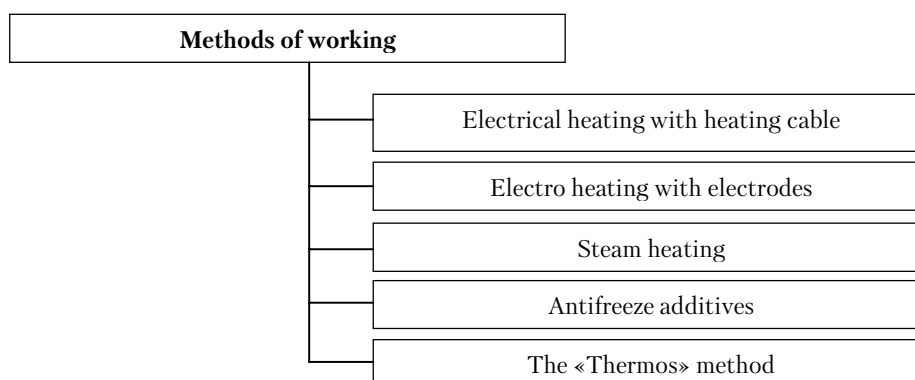 Methods of working
Electrical heating with heating cable
Electro heating with electrodes
Steam heating
Antifreeze additives
The «Thermos» method